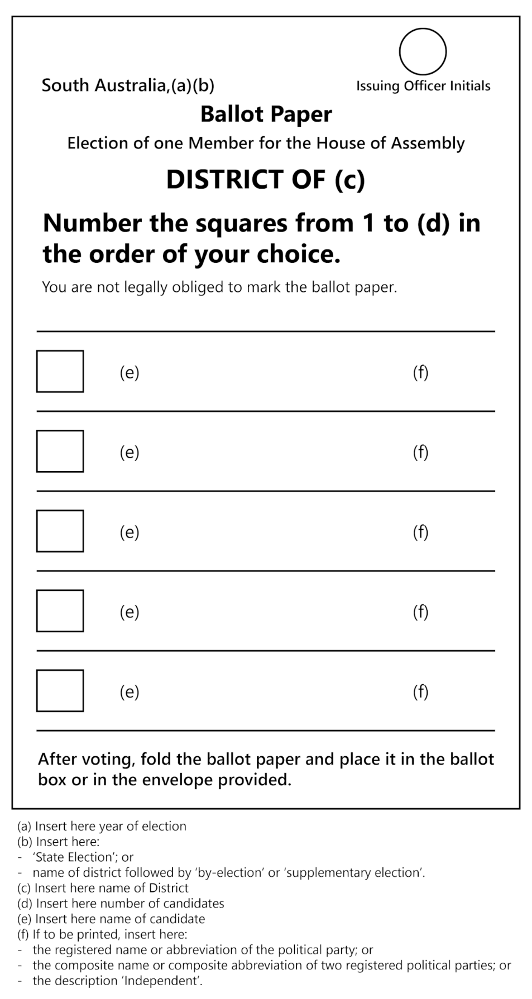 South Australia,(a)(b)
Issuing Officer Initials
Ballot Paper
Election of one Member for the House of Assembly
DISTRICT OF (c)
Number the squares from 1 to (d) in
the order of your choice.
You are not legally obliged to mark the ballot paper.
(e) (f)
(e) (f)
(e) (f)
(e) (f)
(e) (f)
After voting, fold the ballot paper and place it in the ballot
box or in the envelope provided.
(a) Insert here year of election
(b) Insert here:
- ‘State Election’; or
- name of district followed by ‘by-election’ or ‘supplementary election’.
(c) Insert here name of District
(d) Insert here number of candidates
(e) Insert here name of candidate
(f) If to be printed, insert here:
- the registered name or abbreviation of the political party; or
- the composite name or composite abbreviation of two registered political parties; or
- the description ‘Independent’.